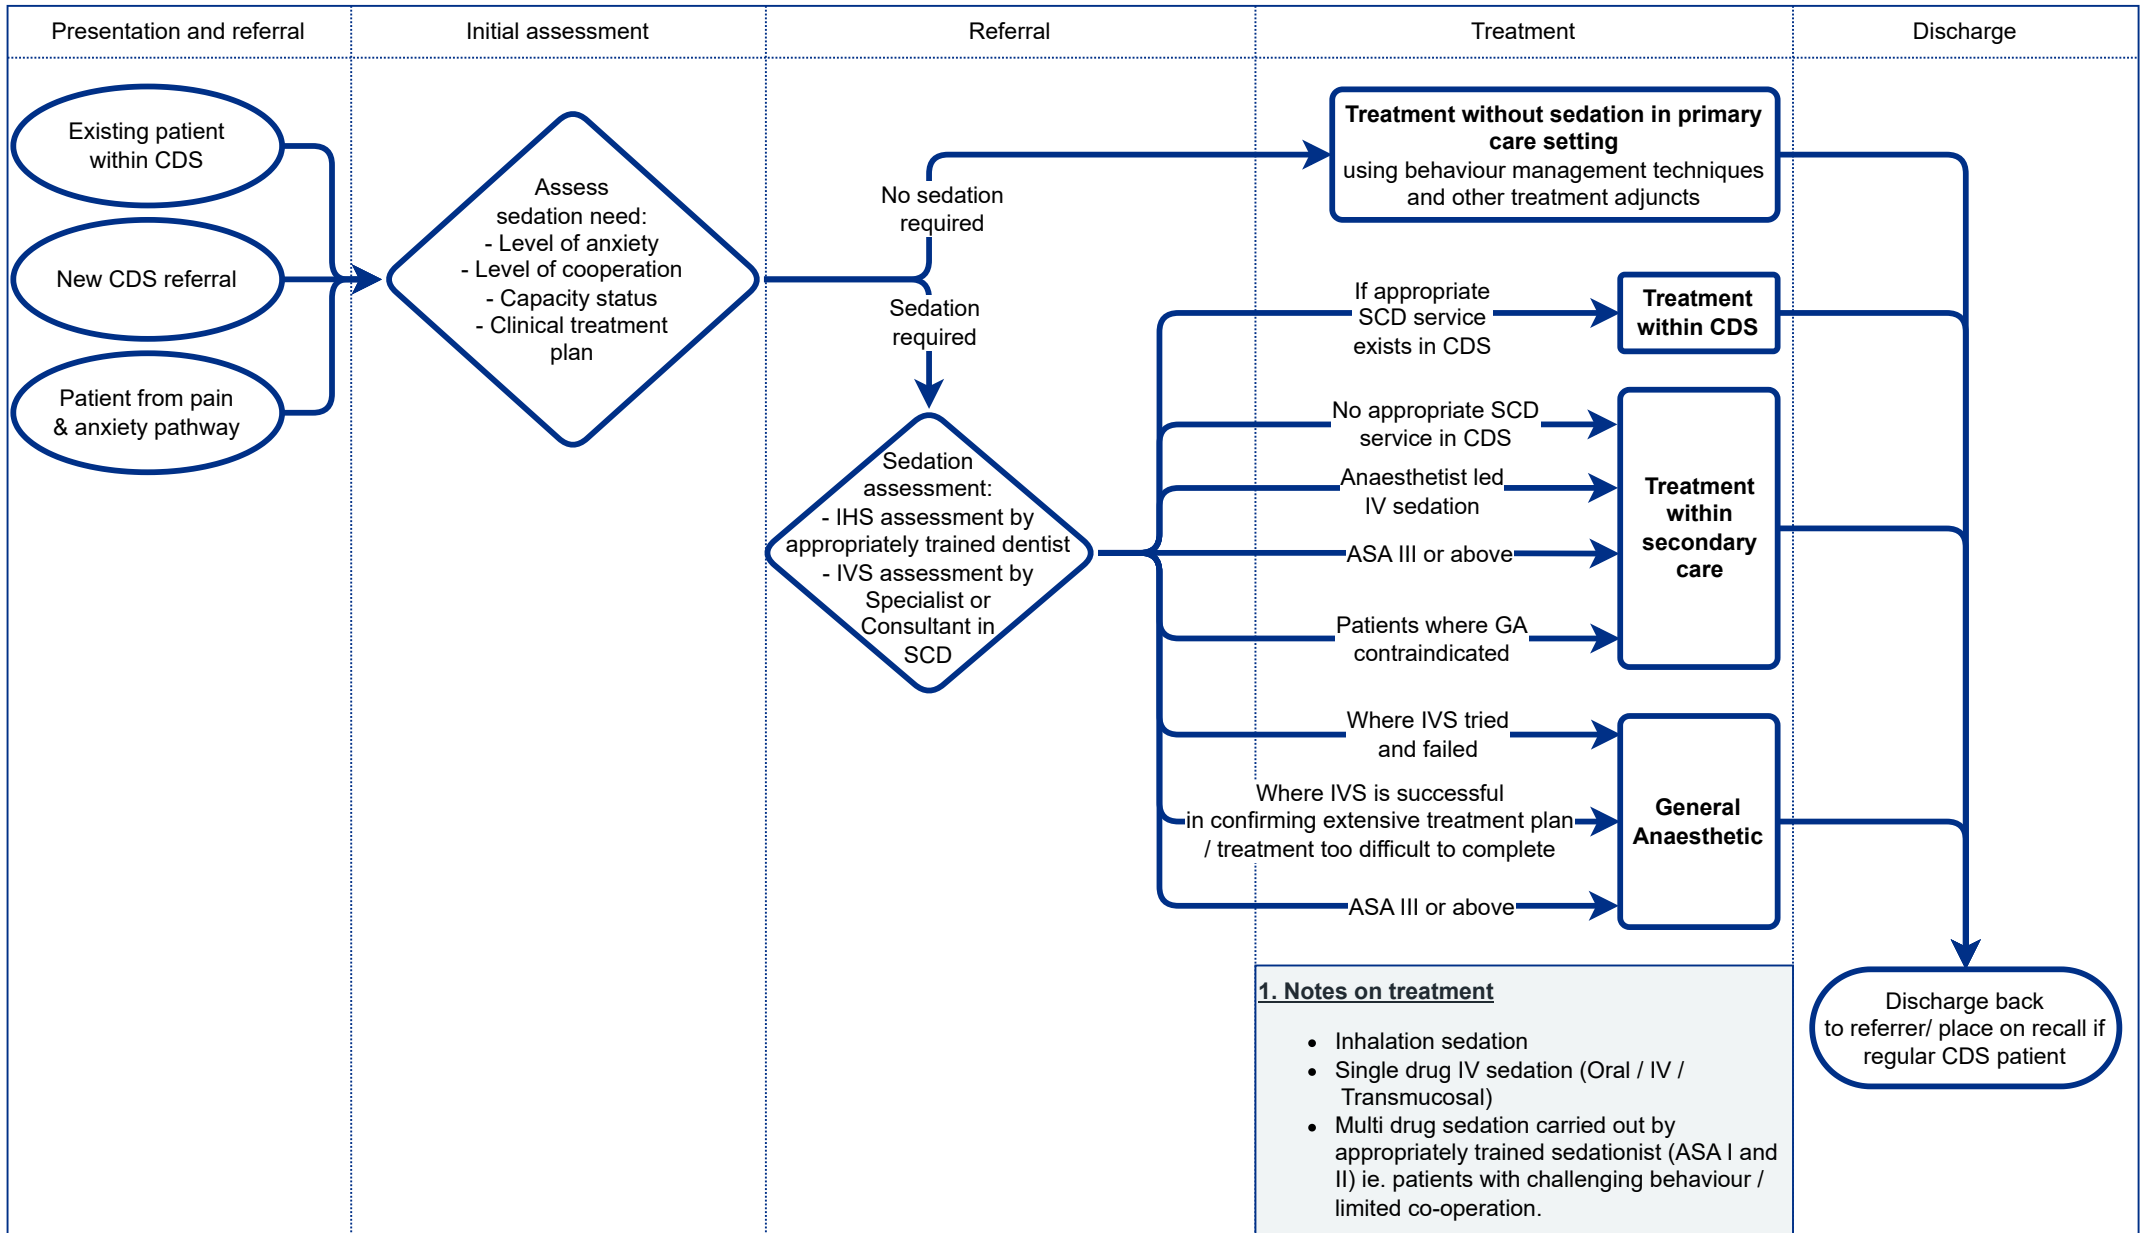 Presentation and referral
Initial assessment
Referral
Treatment
Discharge
Existing patient
within CDS
New CDS referral
Patient from pain
& anxiety pathway
Assess
sedation need:
- Level of anxiety
- Level of cooperation
- Capacity status
- Clinical treatment
plan
No sedation
required
Sedation
required
Sedation
assessment:
- IHS assessment by
appropriately trained dentist
- IVS assessment by
Specialist or
Consultant in
SCD
Treatment without sedation in primary
care setting
using behaviour management techniques
and other treatment adjuncts
If appropriate
SCD service
exists in CDS
Treatment
within CDS
No appropriate SCD
service in CDS
Anaesthetist led
IV sedation
ASA III or above
Patients where GA
contraindicated
Treatment
within
secondary
care
Where IVS tried
and failed
Where IVS is successful
in confirming extensive treatment plan
/ treatment too difficult to complete
ASA III or above
General
Anaesthetic
1. Notes on treatment
• Inhalation sedation
• Single drug IV sedation (Oral / IV /
Transmucosal)
• Multi drug sedation carried out by
appropriately trained sedationist (ASA I and
II) ie. patients with challenging behaviour /
limited co-operation.
Discharge back
to referrer/ place on recall if
regular CDS patient